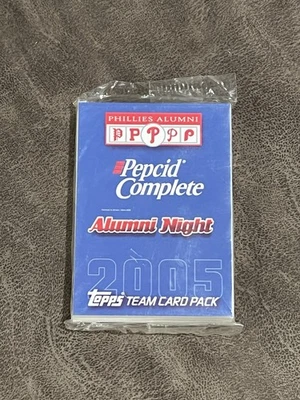 PHILLIES ALUMNI
P P P P P
Pepcid®
Complete
Alumni Night
2005
Topps® TEAM CARD PACK